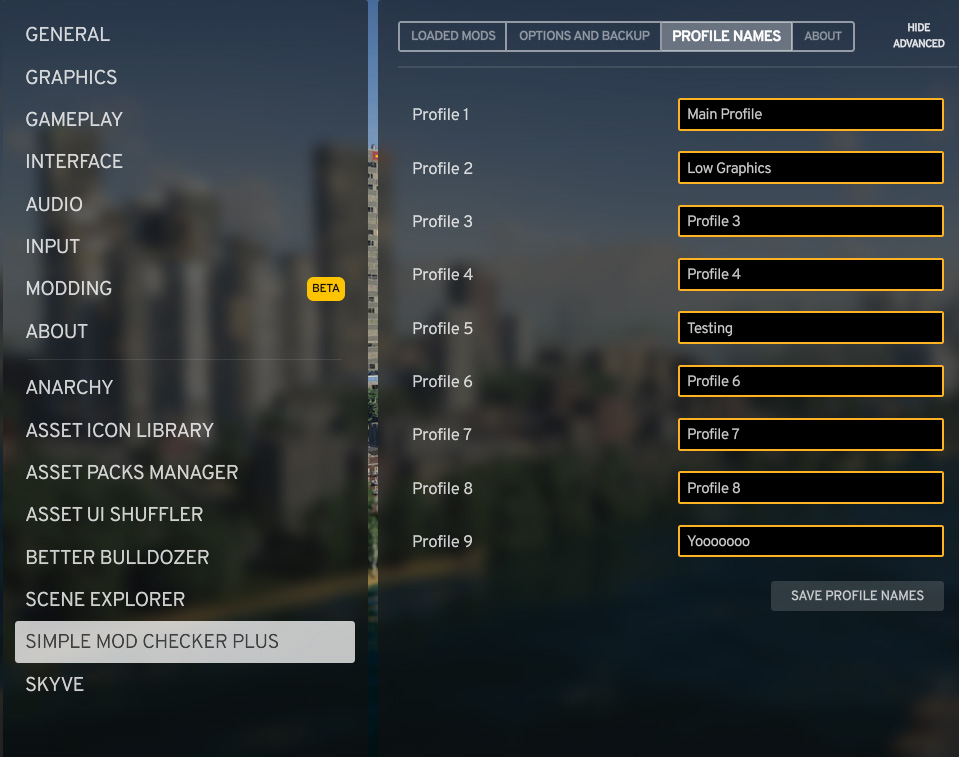 GENERAL
GRAPHICS
GAMEPLAY
INTERFACE
AUDIO
INPUT
MODDING BETA
ABOUT
ANARCHY
ASSET ICON LIBRARY
ASSET PACKS MANAGER
ASSET UI SHUFFLER
BETTER BULLDOZER
SCENE EXPLORER
SIMPLE MOD CHECKER PLUS
SKYVE
LOADED MODS OPTIONS AND BACKUP PROFILE NAMES ABOUT
HIDE
ADVANCED
Profile 1 Main Profile
Profile 2 Low Graphics
Profile 3 Profile 3
Profile 4 Profile 4
Profile 5 Testing
Profile 6 Profile 6
Profile 7 Profile 7
Profile 8 Profile 8
Profile 9 Yooooooo
SAVE PROFILE NAMES